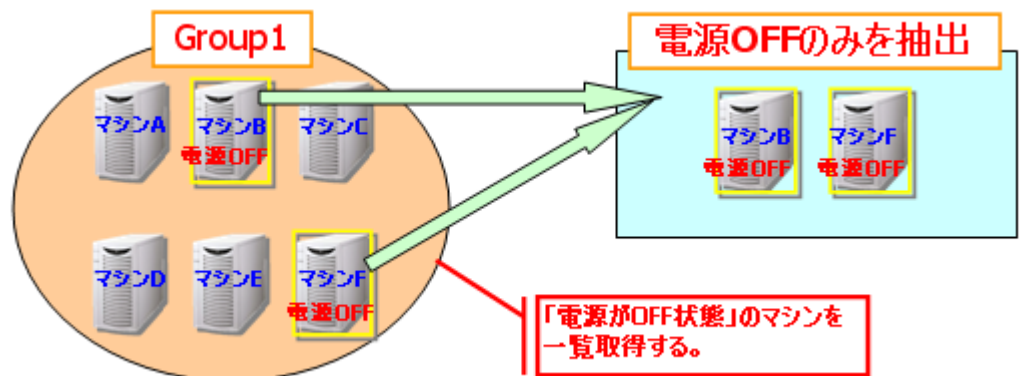 Group1
電源OFFのみを抽出
マシンA
マシンB
電源OFF
マシンC
マシンB
電源OFF
マシンF
電源OFF
マシンD
マシンE
マシンF
電源OFF
「電源がOFF状態」のマシンを
一覧取得する。